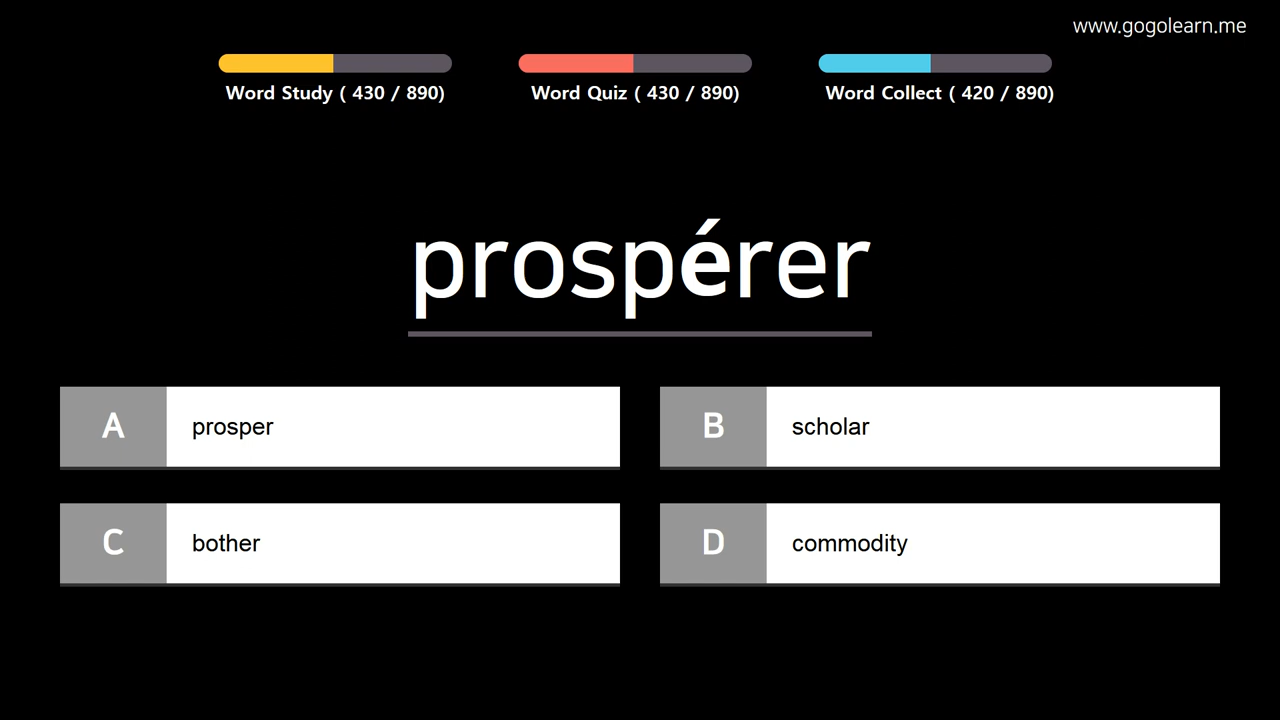 www.gogolearn.me
Word Study ( 430 / 890)
Word Quiz ( 430 / 890)
Word Collect ( 420 / 890)
prospérer
A prosper
B scholar
C bother
D commodity